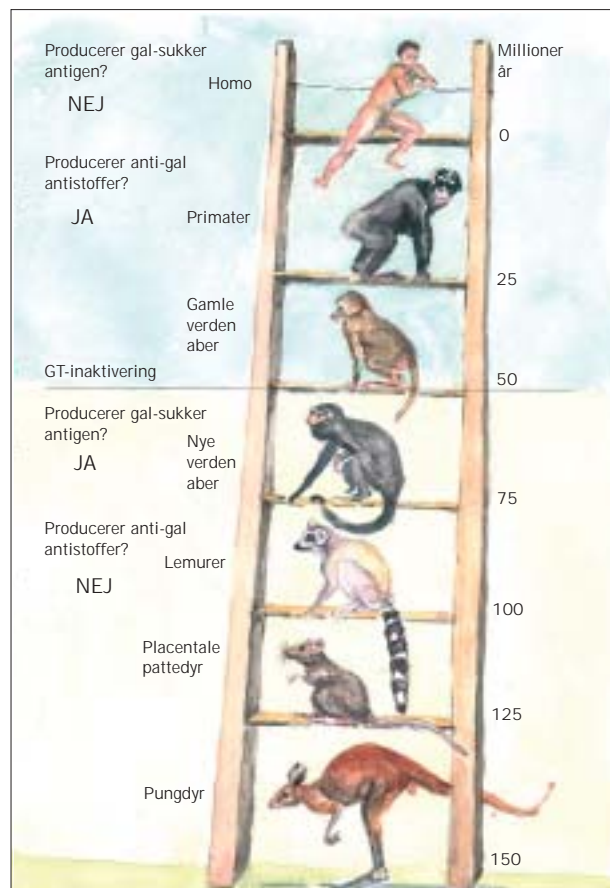 Producerer gal-sukker
antigen?
NEJ
Homo
Millioner
år
0
Producerer anti-gal
antistoffer?
JA
Primater
25
Gamle
verden
aber
GT-inaktivering
50
Producerer gal-sukker
antigen?
JA
Nye
verden
aber
75
Producerer anti-gal
antistoffer?
NEJ
Lemurer
100
Placentale
pattedyr
125
Pungdyr
150